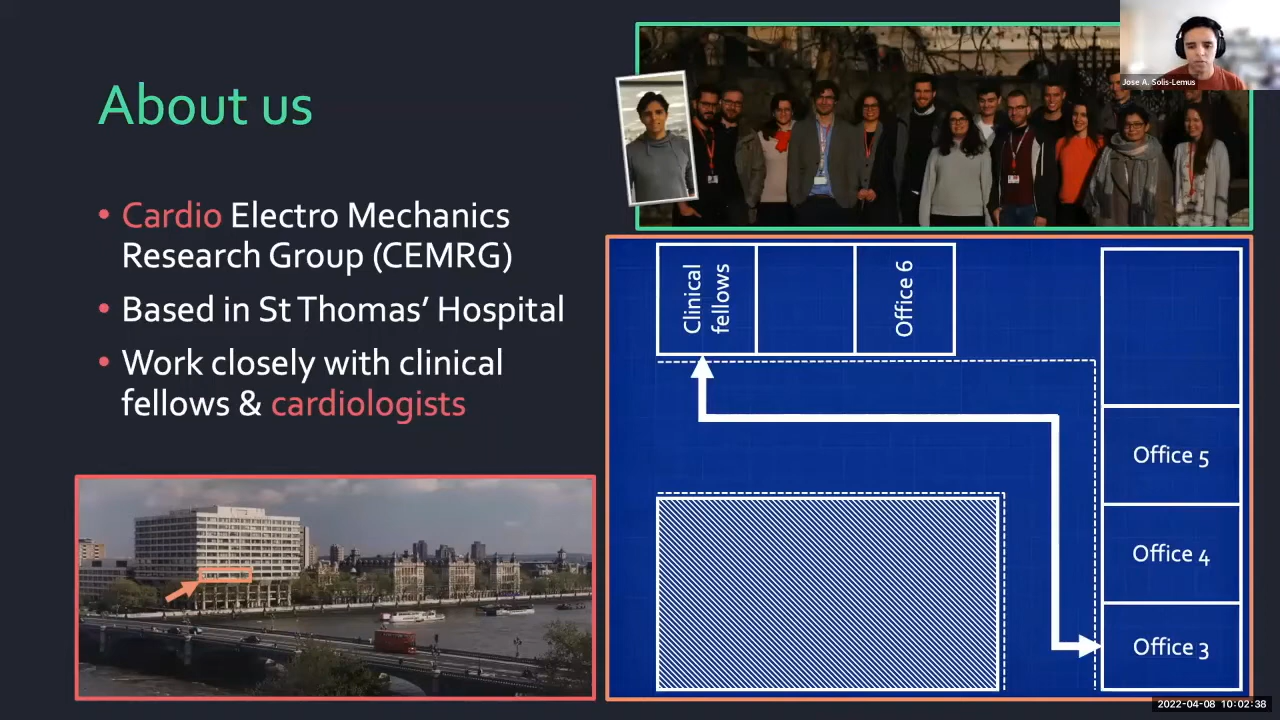 About us
• Cardio Electro Mechanics
Research Group (CEMRG)
• Based in St Thomas’ Hospital
• Work closely with clinical
fellows & cardiologists
Jose A. Solis-Lemus
Clinical
fellows
Office 6
Office 5
Office 4
Office 3
2022-04-08 10:02:38